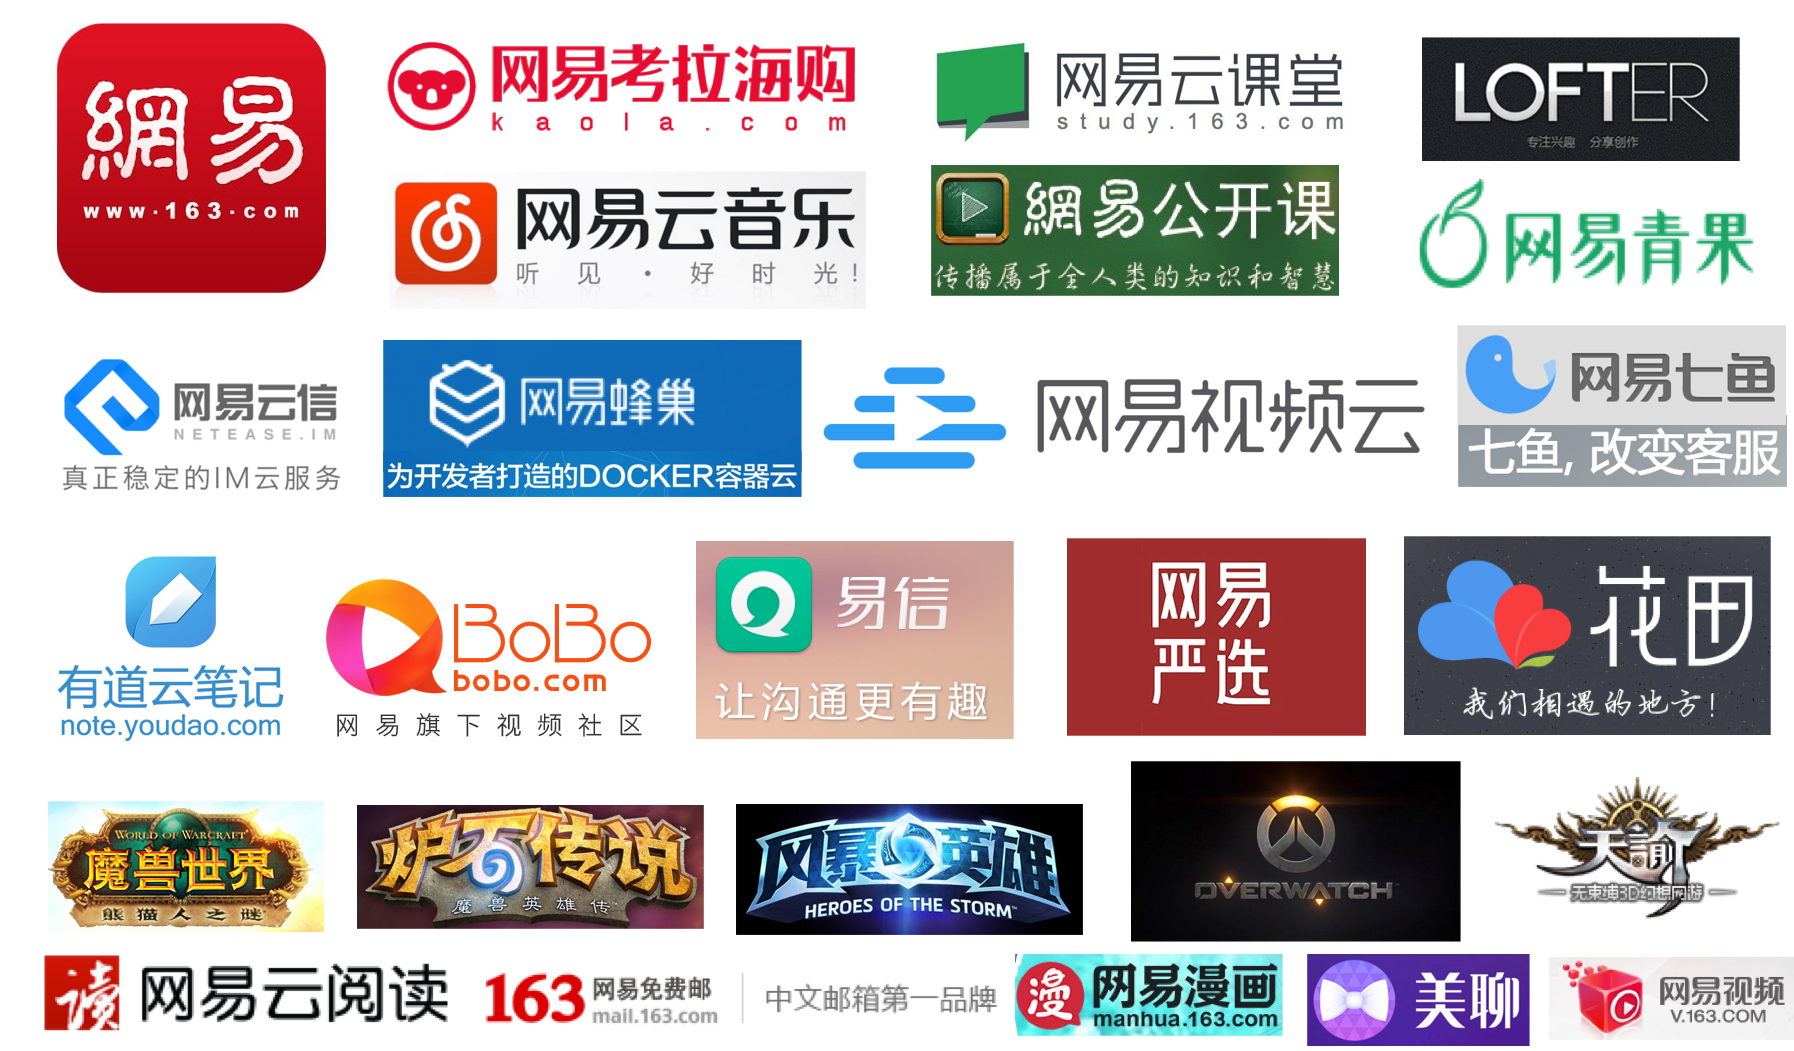 網易
www·163·com
网易考拉海购
kaola.com
网易云课堂
study.163.com
LOFTER
专注兴趣 分享创作
网易云音乐
听见·好时光!
網易公开课
传播属于全人类的知识和智慧
网易青果
网易云信
NETEASE.IM
真正稳定的IM云服务
网易蜂巢
为开发者打造的DOCKER容器云
网易视频云
网易七鱼
七鱼, 改变客服
有道云笔记
note.youdao.com
BoBo
bobo.com
网易旗下视频社区
易信
让沟通更有趣
网易
严选
花田
我们相遇的地方!
WORLD OF WARCRAFT
魔兽世界
熊猫人之谜
炉石传说
魔兽英雄传
风暴英雄
HEROES OF THE STORM™
OVERWATCH
天谕
无束缚3D幻想网游
读 网易云阅读
163 网易免费邮
mail.163.com
中文邮箱第一品牌
漫 网易漫画
manhua.163.com
美聊
网易视频
V.163.COM